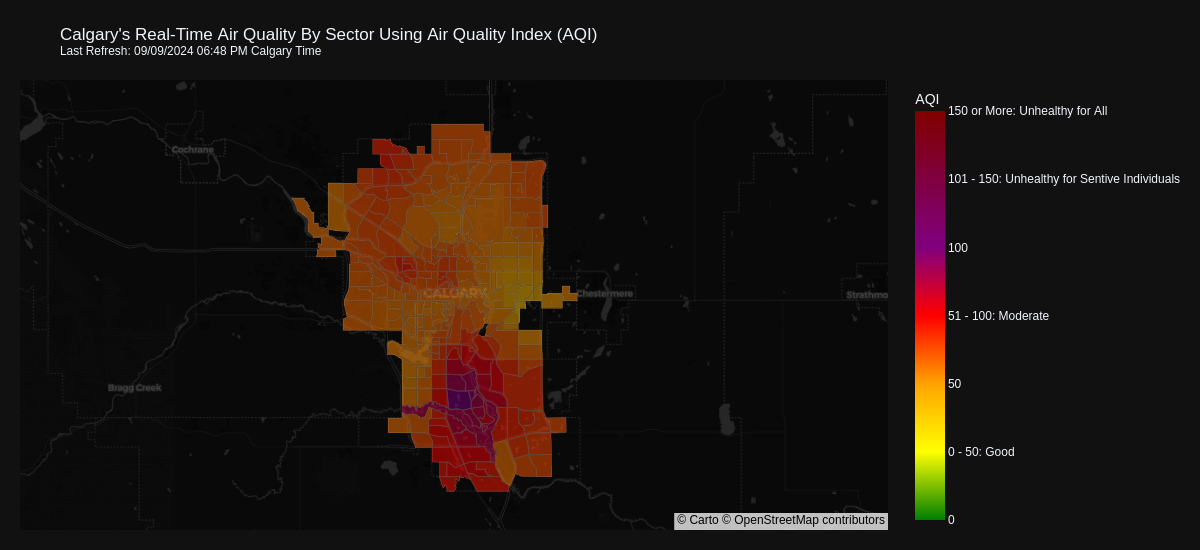 Calgary's Real-Time Air Quality By Sector Using Air Quality Index (AQI)
Last Refresh: 09/09/2024 06:48 PM Calgary Time
AQI
150 or More: Unhealthy for All
Cochrane
101 - 150: Unhealthy for Sentive Individuals
100
CALGARY
Chestermere
Strathmo
51 - 100: Moderate
50
Bragg Creek
0 - 50: Good
0
© Carto © OpenStreetMap contributors